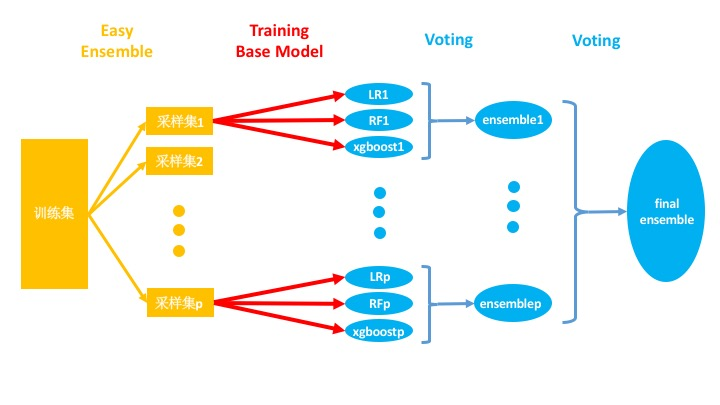 Easy
Ensemble
Training
Base Model
Voting
Voting
训练集
采样集1
采样集2
采样集p
LR1
RF1
xgboost1
LRp
RFp
xgboostp
ensemble1
ensemblep
final
ensemble